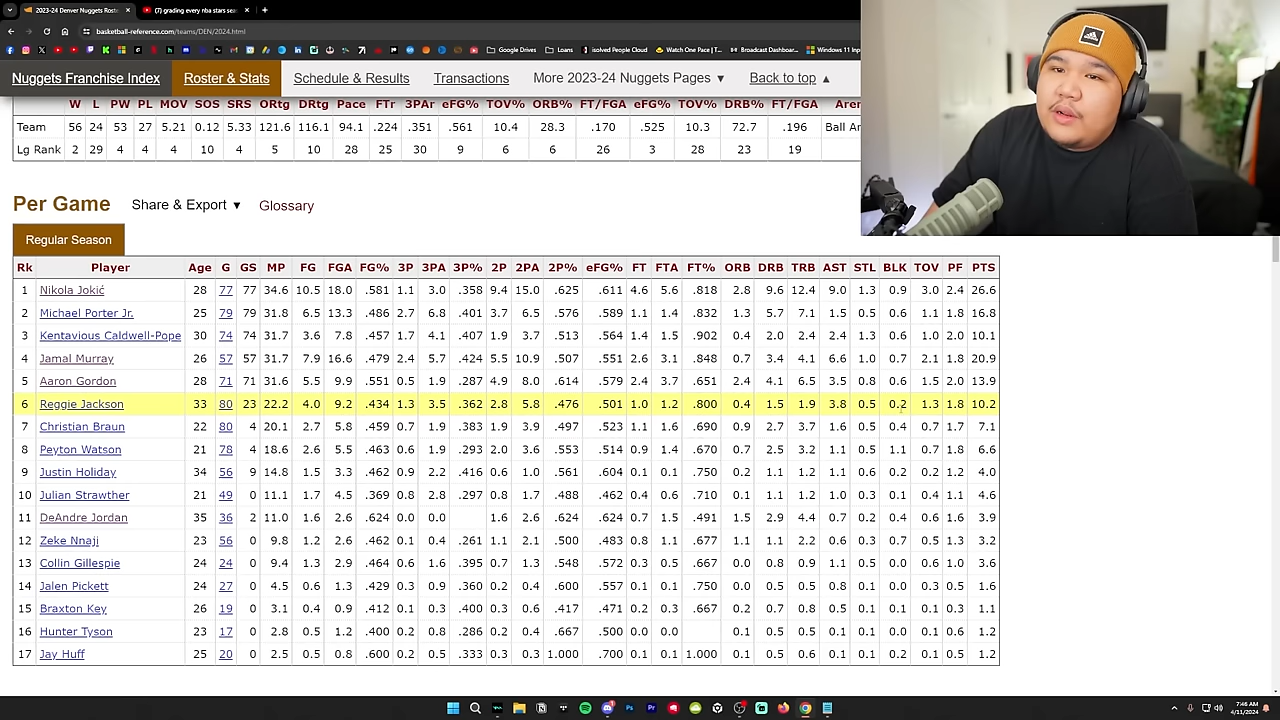 2023-24 Denver Nuggets Rost
(7) grading every nba stars sea
basketball-reference.com/teams/DEN/2024.html
Google Drives Loans isolved People Cloud Watch One Pace | T... Broadcast Dashboar... Windows 11 Inp
Nuggets Franchise Index Roster & Stats Schedule & Results Transactions More 2023-24 Nuggets Pages ▼ Back to top ▲
W L PW PL MOV SOS SRS ORtg DRtg Pace FTr 3PAr eFG% TOV% ORB% FT/FGA eFG% TOV% DRB% FT/FGA Aren
Team 56 24 53 27 5.21 0.12 5.33 121.6 116.1 94.1 .224 .351 .561 10.4 28.3 .170 .525 10.3 72.7 .196 Ball Ar
Lg Rank 2 29 4 4 4 10 4 5 10 28 25 30 9 6 6 26 3 28 23 19
Per Game Share & Export ▼ Glossary
Regular Season
Rk Player Age G GS MP FG FGA FG% 3P 3PA 3P% 2P 2PA 2P% eFG% FT FTA FT% ORB DRB TRB AST STL BLK TOV PF PTS
1 Nikola Jokić 28 77 77 34.6 10.5 18.0 .581 1.1 3.0 .358 9.4 15.0 .625 .611 4.6 5.6 .818 2.8 9.6 12.4 9.0 1.3 0.9 3.0 2.4 26.6
2 Michael Porter Jr. 25 79 79 31.8 6.5 13.3 .486 2.7 6.8 .401 3.7 6.5 .576 .589 1.1 1.4 .832 1.3 5.7 7.1 1.5 0.5 0.6 1.1 1.8 16.8
3 Kentavious Caldwell-Pope 30 74 74 31.7 3.6 7.8 .457 1.7 4.1 .407 1.9 3.7 .513 .564 1.4 1.5 .902 0.4 2.0 2.4 2.4 1.3 0.6 1.0 2.0 10.1
4 Jamal Murray 26 57 57 31.7 7.9 16.6 .479 2.4 5.7 .424 5.5 10.9 .507 .551 2.6 3.1 .848 0.7 3.4 4.1 6.6 1.0 0.7 2.1 1.8 20.9
5 Aaron Gordon 28 71 71 31.6 5.5 9.9 .551 0.5 1.9 .287 4.9 8.0 .614 .579 2.4 3.7 .651 2.4 4.1 6.5 3.5 0.8 0.6 1.5 2.0 13.9
6 Reggie Jackson 33 80 23 22.2 4.0 9.2 .434 1.3 3.5 .362 2.8 5.8 .476 .501 1.0 1.2 .800 0.4 1.5 1.9 3.8 0.5 0.2 1.3 1.8 10.2
7 Christian Braun 22 80 4 20.1 2.7 5.8 .459 0.7 1.9 .383 1.9 3.9 .497 .523 1.1 1.6 .690 0.9 2.7 3.7 1.6 0.5 0.4 0.7 1.7 7.1
8 Peyton Watson 21 78 4 18.6 2.6 5.5 .463 0.6 1.9 .293 2.0 3.6 .553 .514 0.9 1.4 .670 0.7 2.5 3.2 1.1 0.5 1.1 0.7 1.8 6.6
9 Justin Holiday 34 56 9 14.8 1.5 3.3 .462 0.9 2.2 .416 0.6 1.0 .561 .604 0.1 0.1 .750 0.2 1.1 1.2 1.1 0.6 0.2 0.2 1.2 4.0
10 Julian Strawther 21 49 0 11.1 1.7 4.5 .369 0.8 2.8 .297 0.8 1.7 .488 .462 0.4 0.6 .710 0.1 1.1 1.2 1.0 0.3 0.1 0.4 1.1 4.6
11 DeAndre Jordan 35 36 2 11.0 1.6 2.6 .624 0.0 0.0 1.6 2.6 .624 .624 0.7 1.5 .491 1.5 2.9 4.4 0.7 0.2 0.4 0.6 1.6 3.9
12 Zeke Nnaji 23 56 0 9.8 1.2 2.6 .462 0.1 0.4 .261 1.1 2.1 .500 .483 0.8 1.1 .677 1.1 1.1 2.2 0.6 0.3 0.7 0.5 1.3 3.2
13 Collin Gillespie 24 24 0 9.4 1.3 2.9 .464 0.6 1.6 .395 0.7 1.3 .548 .572 0.3 0.5 .667 0.0 0.8 0.9 1.1 0.5 0.0 0.6 1.0 3.6
14 Jalen Pickett 24 27 0 4.5 0.6 1.3 .429 0.3 0.9 .360 0.2 0.4 .600 .557 0.1 0.1 .750 0.0 0.5 0.5 0.8 0.1 0.0 0.3 0.5 1.6
15 Braxton Key 26 19 0 3.1 0.4 0.9 .412 0.1 0.3 .400 0.3 0.6 .417 .471 0.2 0.3 .667 0.2 0.7 0.8 0.5 0.1 0.1 0.1 0.3 1.1
16 Hunter Tyson 23 17 0 2.8 0.5 1.2 .400 0.2 0.8 .286 0.2 0.4 .667 .500 0.0 0.0 0.1 0.5 0.5 0.1 0.1 0.0 0.1 0.6 1.2
17 Jay Huff 25 20 0 2.5 0.5 0.8 .600 0.2 0.5 .333 0.3 0.3 1.000 .700 0.1 0.1 1.000 0.1 0.5 0.6 0.1 0.1 0.2 0.1 0.5 1.2
7:46 AM
4/11/2024